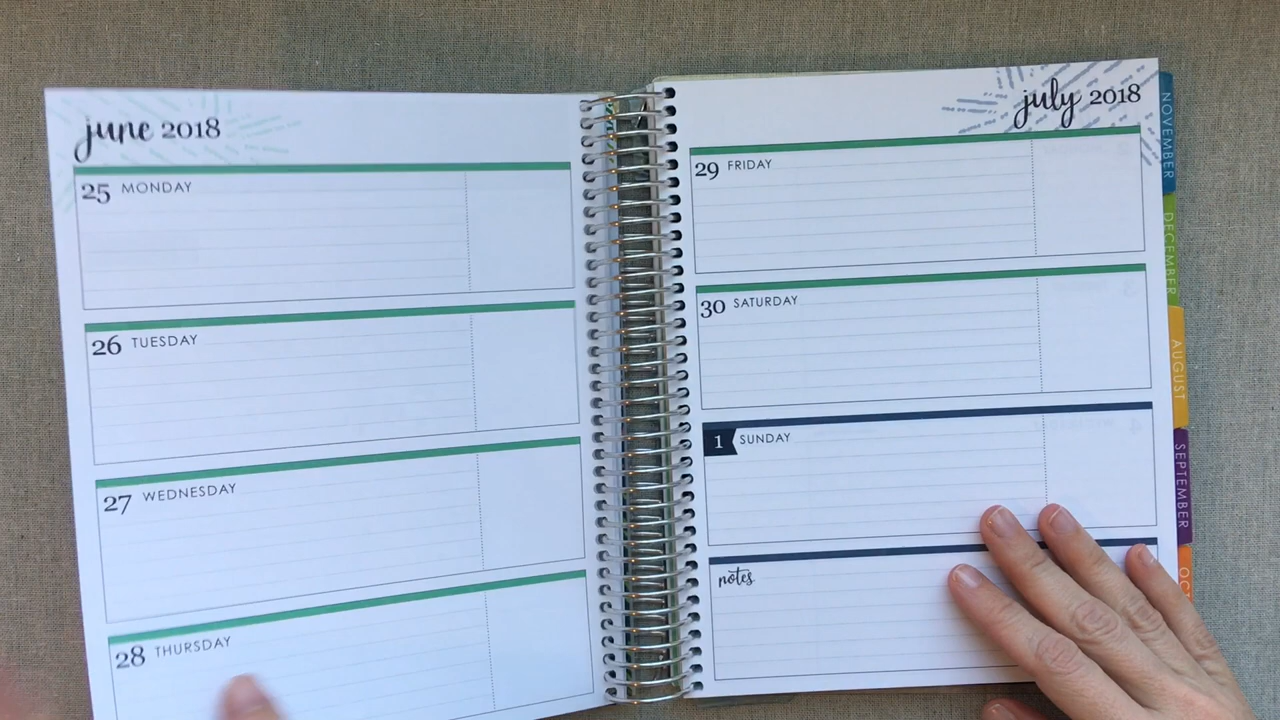 june 2018
25 MONDAY
26 TUESDAY
27 WEDNESDAY
28 THURSDAY
july 2018
29 FRIDAY
30 SATURDAY
1 SUNDAY
notes
NOVEMBER
DECEMBER
AUGUST
SEPTEMBER
OC